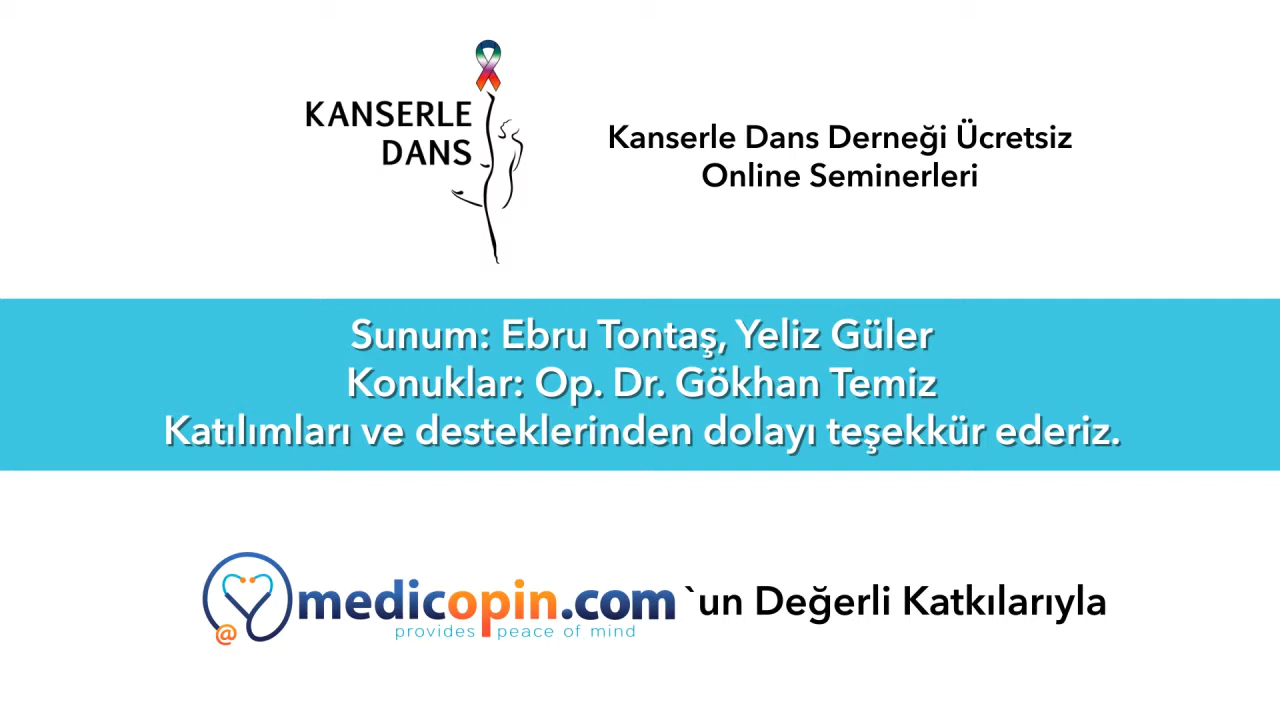 KANSERLE
DANS
Kanserle Dans Derneği Ücretsiz
Online Seminerleri
Sunum: Ebru Tontaş, Yeliz Güler
Konuklar: Op. Dr. Gökhan Temiz
Katılımları ve desteklerinden dolayı teşekkür ederiz.
@medicopin.com `un Değerli Katkılarıyla
provides peace of mind